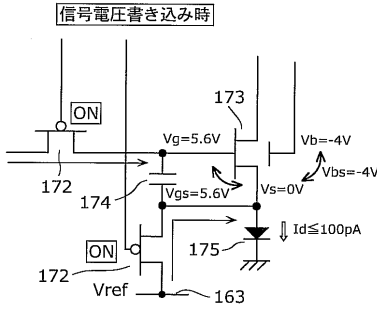 信号電圧書き込み時
173
ON
Vg=5.6V
Vb=-4V
172
174
Vgs=5.6V
Vs=0V
Vbs=-4V
ON
175
Id≦100pA
172
Vref
163